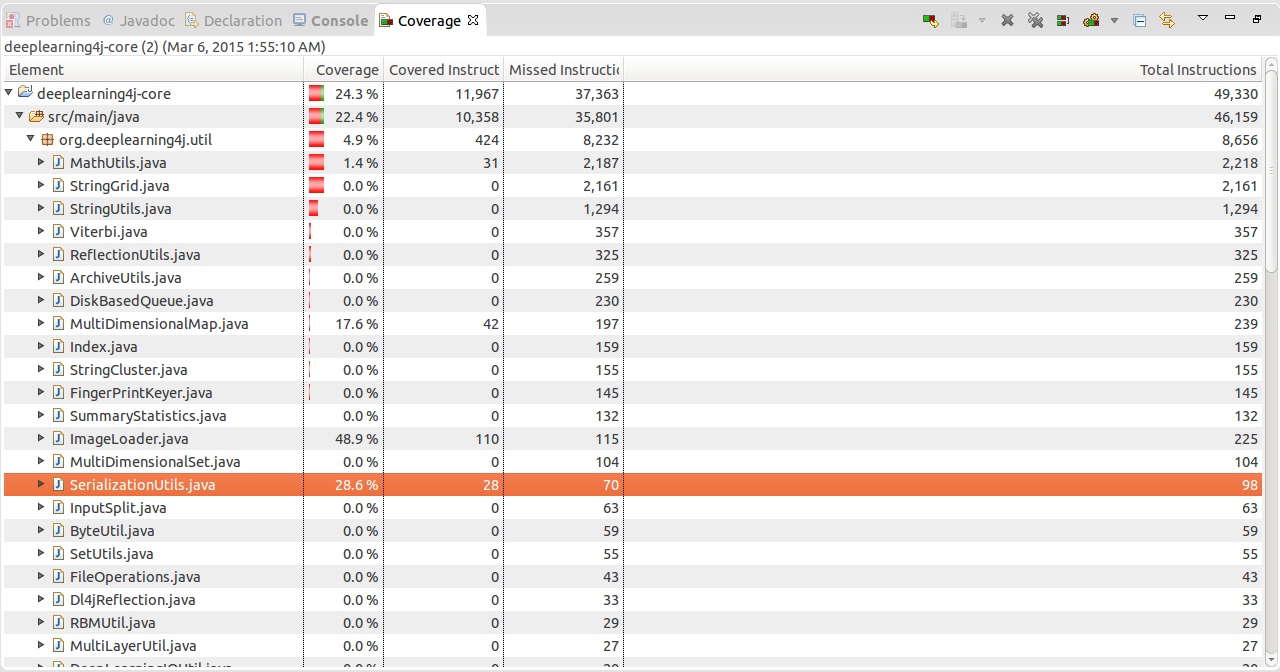 Problems @ Javadoc Declaration Console Coverage
deeplearning4j-core (2) (Mar 6, 2015 1:55:10 AM)
Element Coverage Covered Instruct Missed Instructic Total Instructions
deeplearning4j-core 24.3 % 11,967 37,363 49,330
src/main/java 22.4 % 10,358 35,801 46,159
org.deeplearning4j.util 4.9 % 424 8,232 8,656
MathUtils.java 1.4 % 31 2,187 2,218
StringGrid.java 0.0 % 0 2,161 2,161
StringUtils.java 0.0 % 0 1,294 1,294
Viterbi.java 0.0 % 0 357 357
ReflectionUtils.java 0.0 % 0 325 325
ArchiveUtils.java 0.0 % 0 259 259
DiskBasedQueue.java 0.0 % 0 230 230
MultiDimensionalMap.java 17.6 % 42 197 239
Index.java 0.0 % 0 159 159
StringCluster.java 0.0 % 0 155 155
FingerPrintKeyer.java 0.0 % 0 145 145
SummaryStatistics.java 0.0 % 0 132 132
ImageLoader.java 48.9 % 110 115 225
MultiDimensionalSet.java 0.0 % 0 104 104
SerializationUtils.java 28.6 % 28 70 98
InputSplit.java 0.0 % 0 63 63
ByteUtil.java 0.0 % 0 59 59
SetUtils.java 0.0 % 0 55 55
FileOperations.java 0.0 % 0 43 43
Dl4jReflection.java 0.0 % 0 33 33
RBMUtil.java 0.0 % 0 29 29
MultiLayerUtil.java 0.0 % 0 27 27